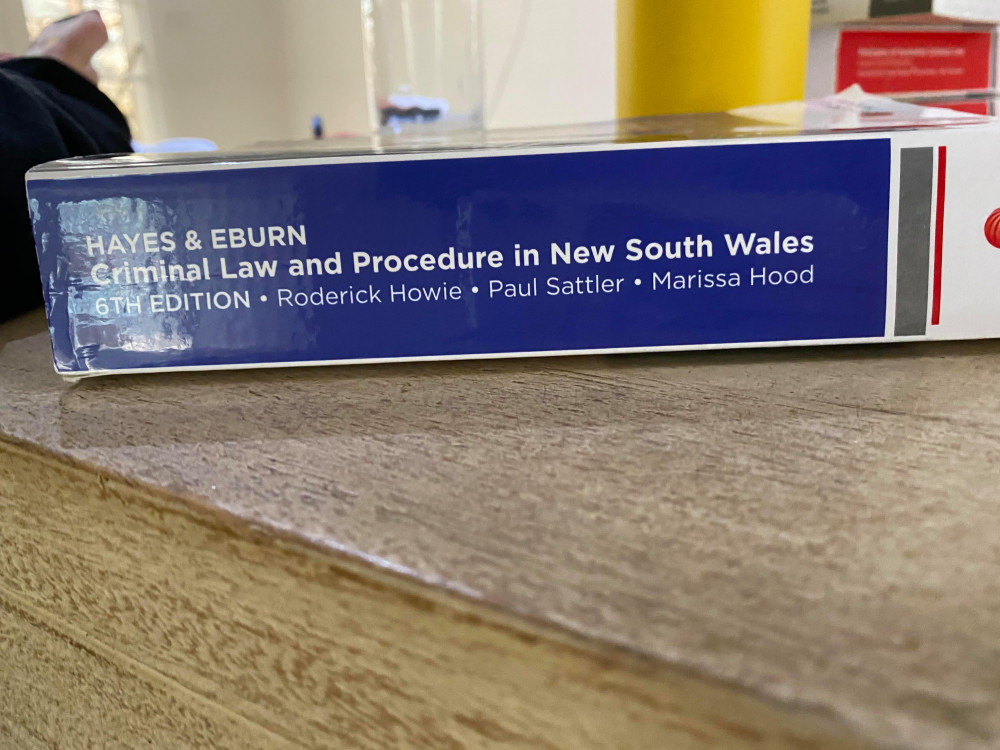 HAYES & EBURN
Criminal Law and Procedure in New South Wales
6TH EDITION • Roderick Howie • Paul Sattler • Marissa Hood